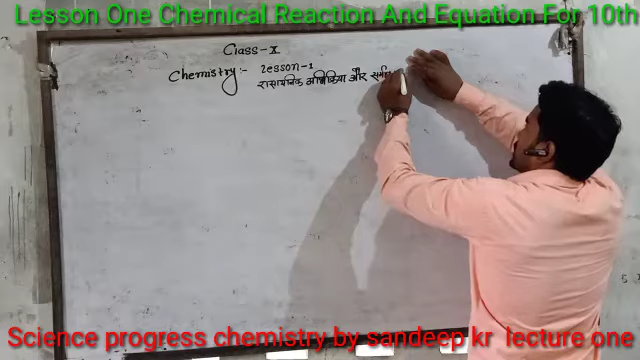 Lesson One Chemical Reaction And Equation For 10th
Class-X
Chemistry:- Lesson-1
रासायनिक अभिक्रिया और
Science progress chemistry by sandeep kr lecture one